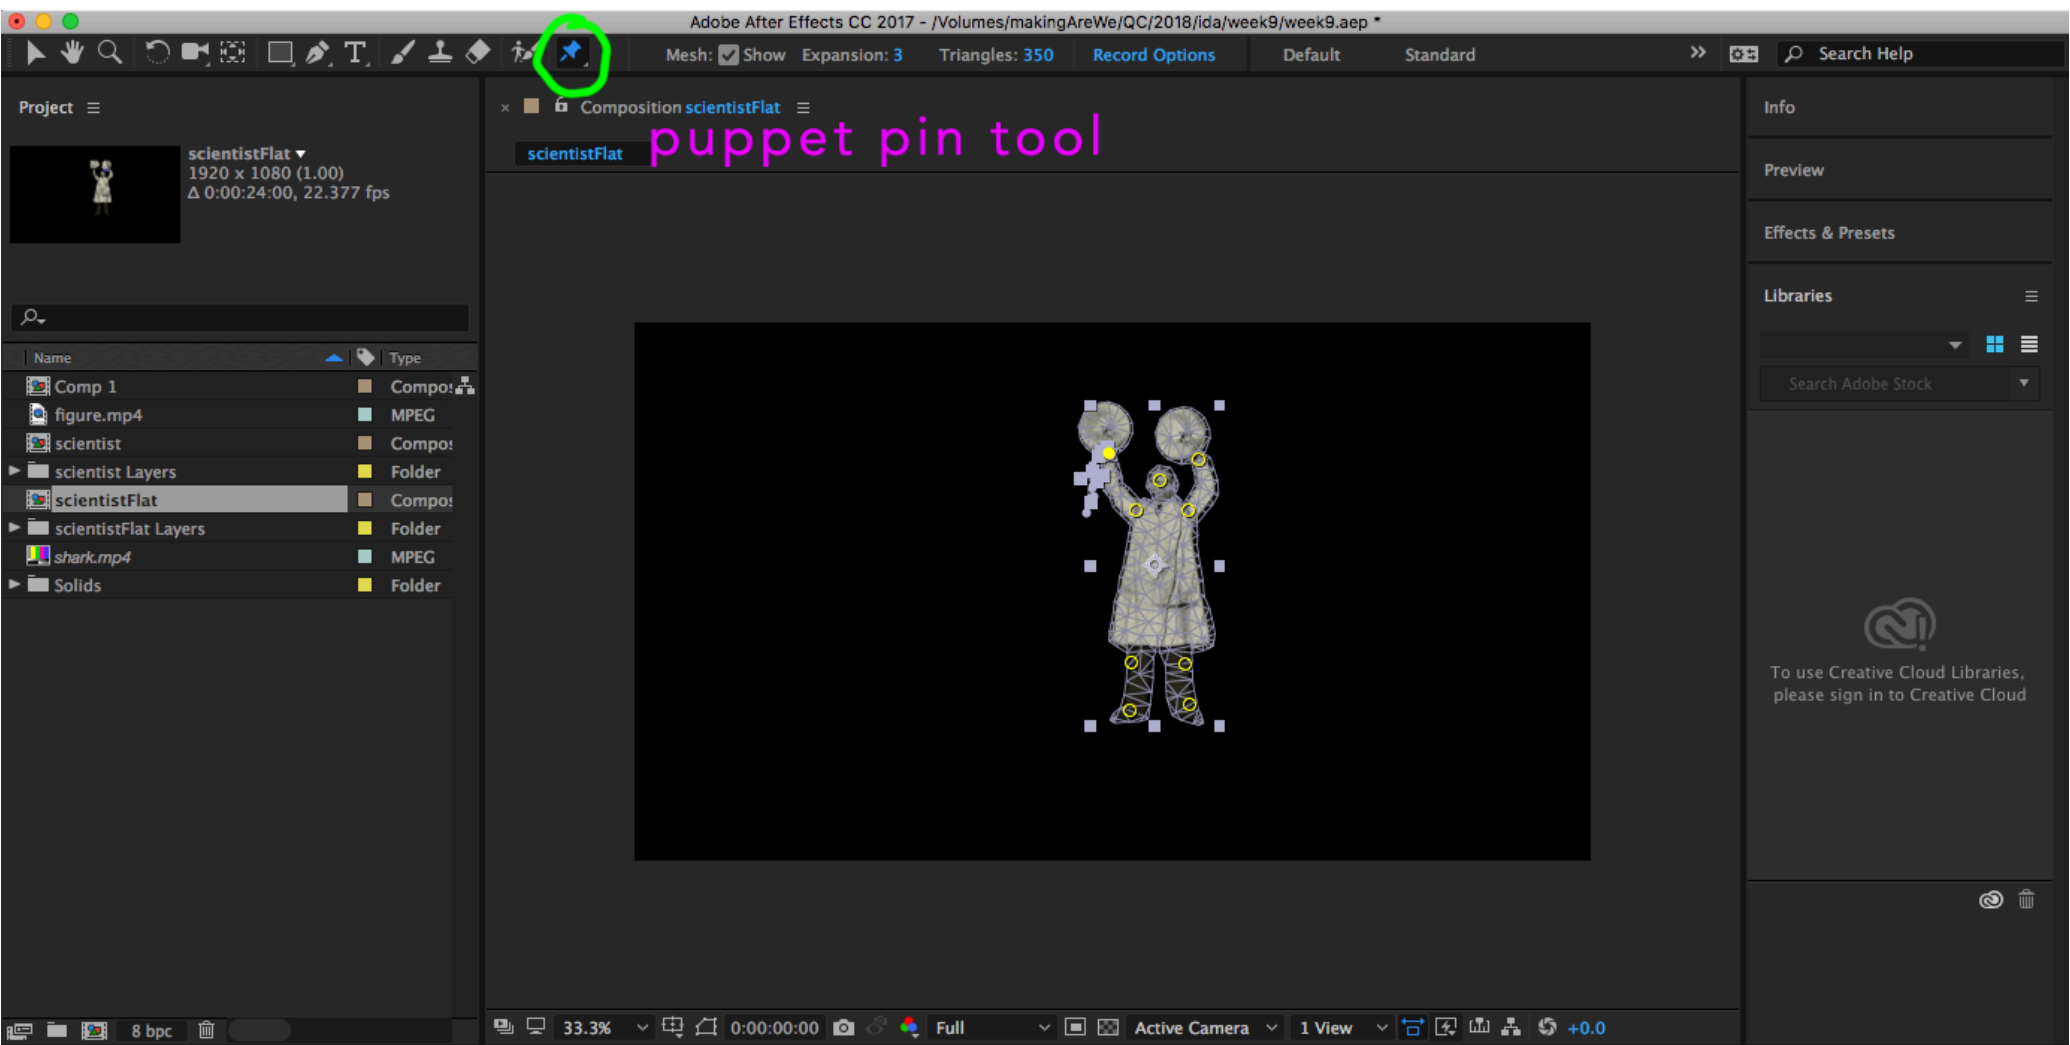 Adobe After Effects CC 2017 - /Volumes/makingAreWe/QC/2018/ida/week9/week9.aep *
Mesh: Show Expansion: 3 Triangles: 350 Record Options Default Standard Search Help
Project
Composition scientistFlat
Info
puppet pin tool
scientistFlat
scientistFlat
1920 x 1080 (1.00)
Δ 0:00:24:00, 22.377 fps
Preview
Effects & Presets
Libraries
Name Type
Search Adobe Stock
Comp 1 Compos
figure.mp4 MPEG
scientist Compos
scientist Layers Folder
scientistFlat Compos
scientistFlat Layers Folder
shark.mp4 MPEG
Solids Folder
To use Creative Cloud Libraries,
please sign in to Creative Cloud
8 bpc
33.3% 0:00:00:00 Full Active Camera 1 View +0.0